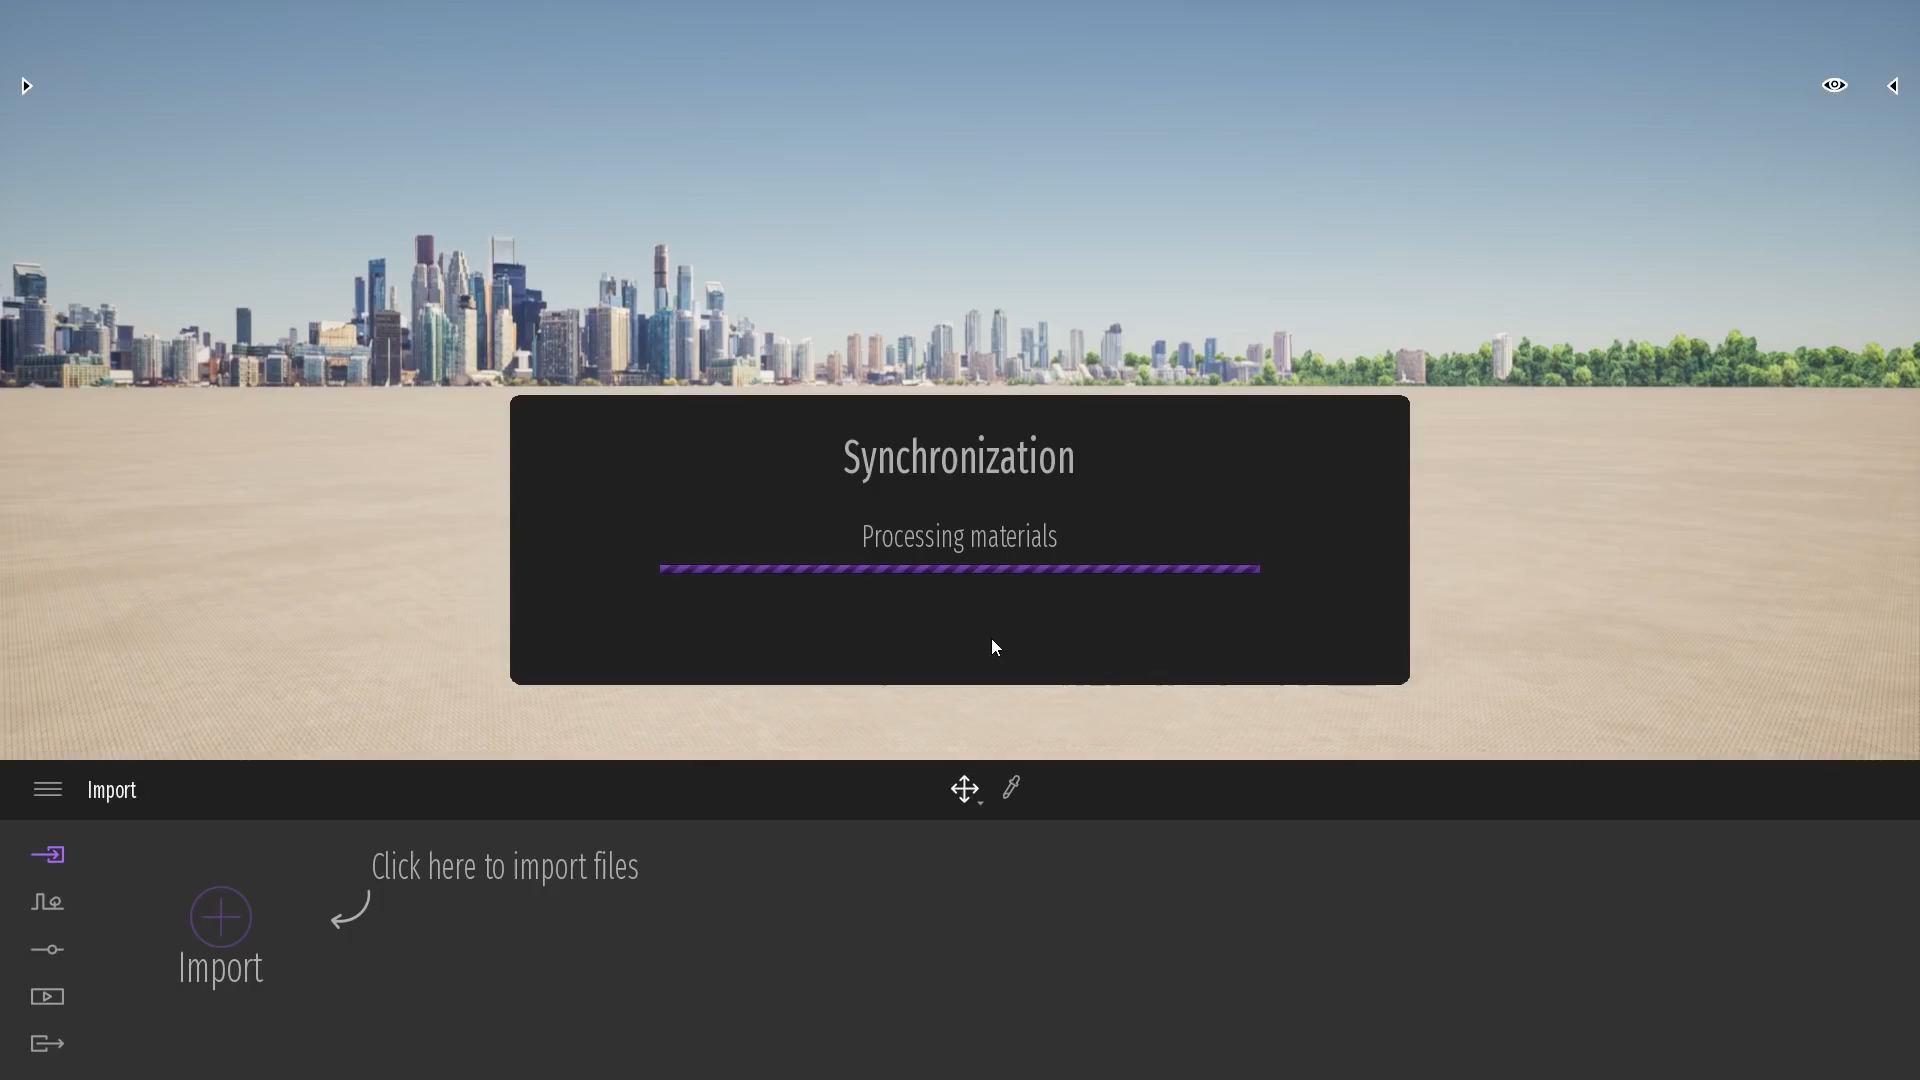 Synchronization
Processing materials
Import
Click here to import files
Import